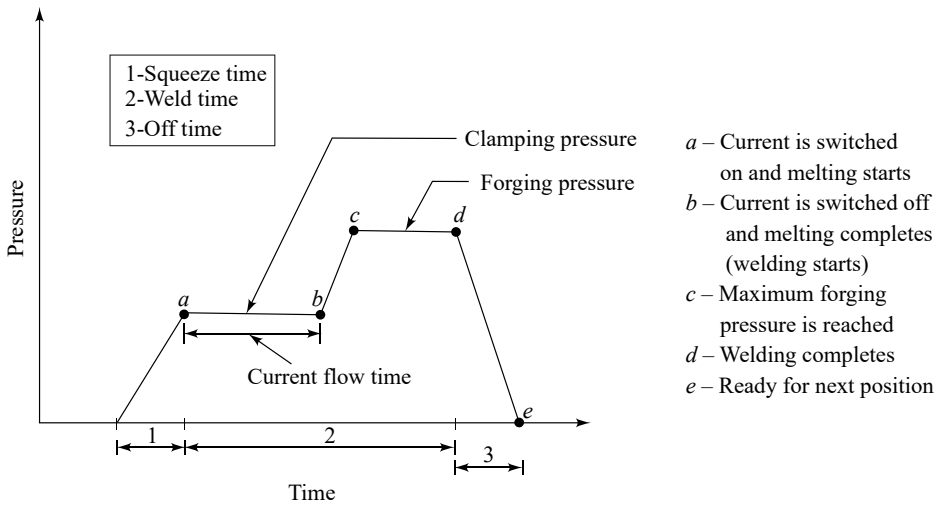 Pressure
1-Squeeze time
2-Weld time
3-Off time
Clamping pressure
Forging pressure
a
b
c
d
e
Current flow time
1
2
3
Time
a – Current is switched
on and melting starts
b – Current is switched off
and melting completes
(welding starts)
c – Maximum forging
pressure is reached
d – Welding completes
e – Ready for next position